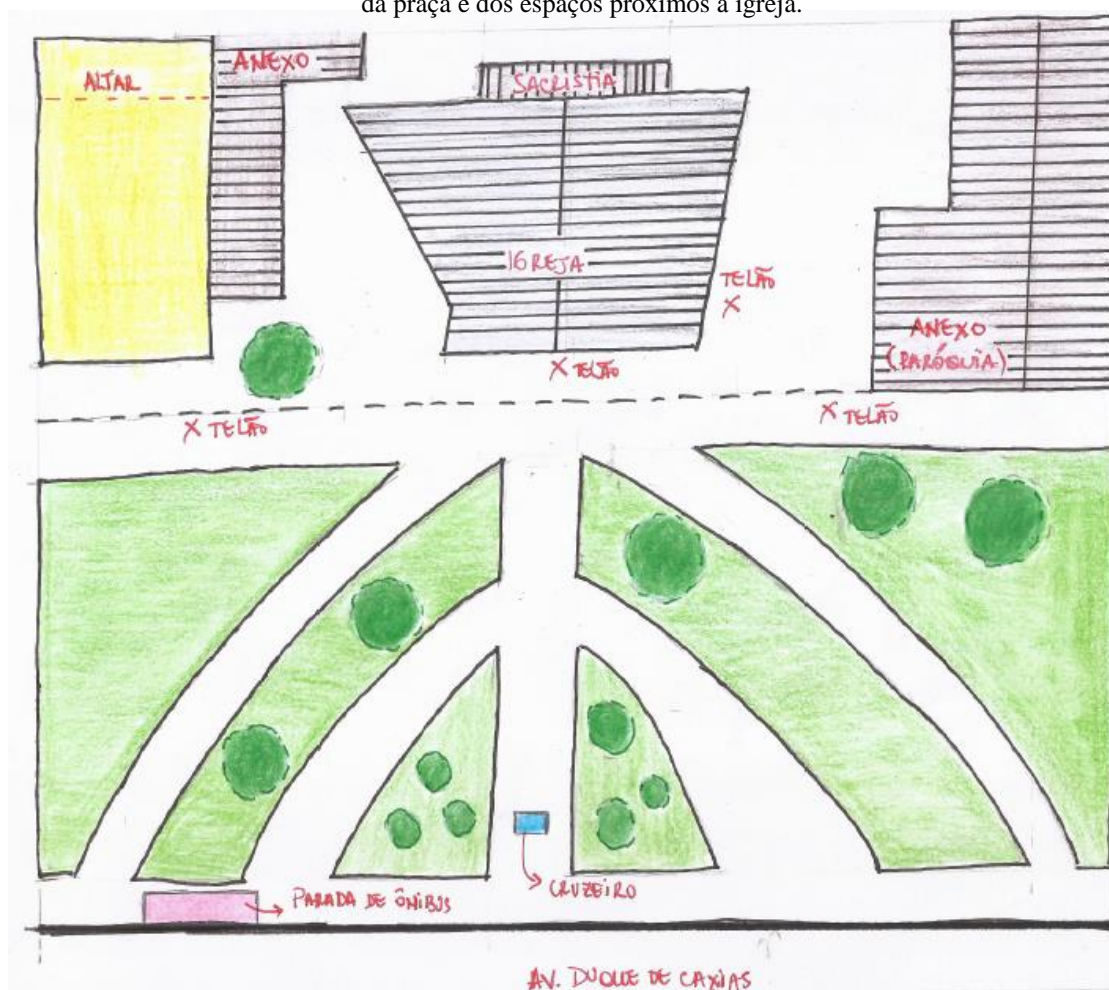 da praça e dos espaços próximos à igreja.
ANEXO
ALTAR
SACRISTIA
IGREJA
TELÃO
X
ANEXO
(PARÓQUIA)
X TELÃO
X TELÃO
X TELÃO
CRUZEIRO
PARADA DE ÔNIBUS
AV. DUQUE DE CAXIAS